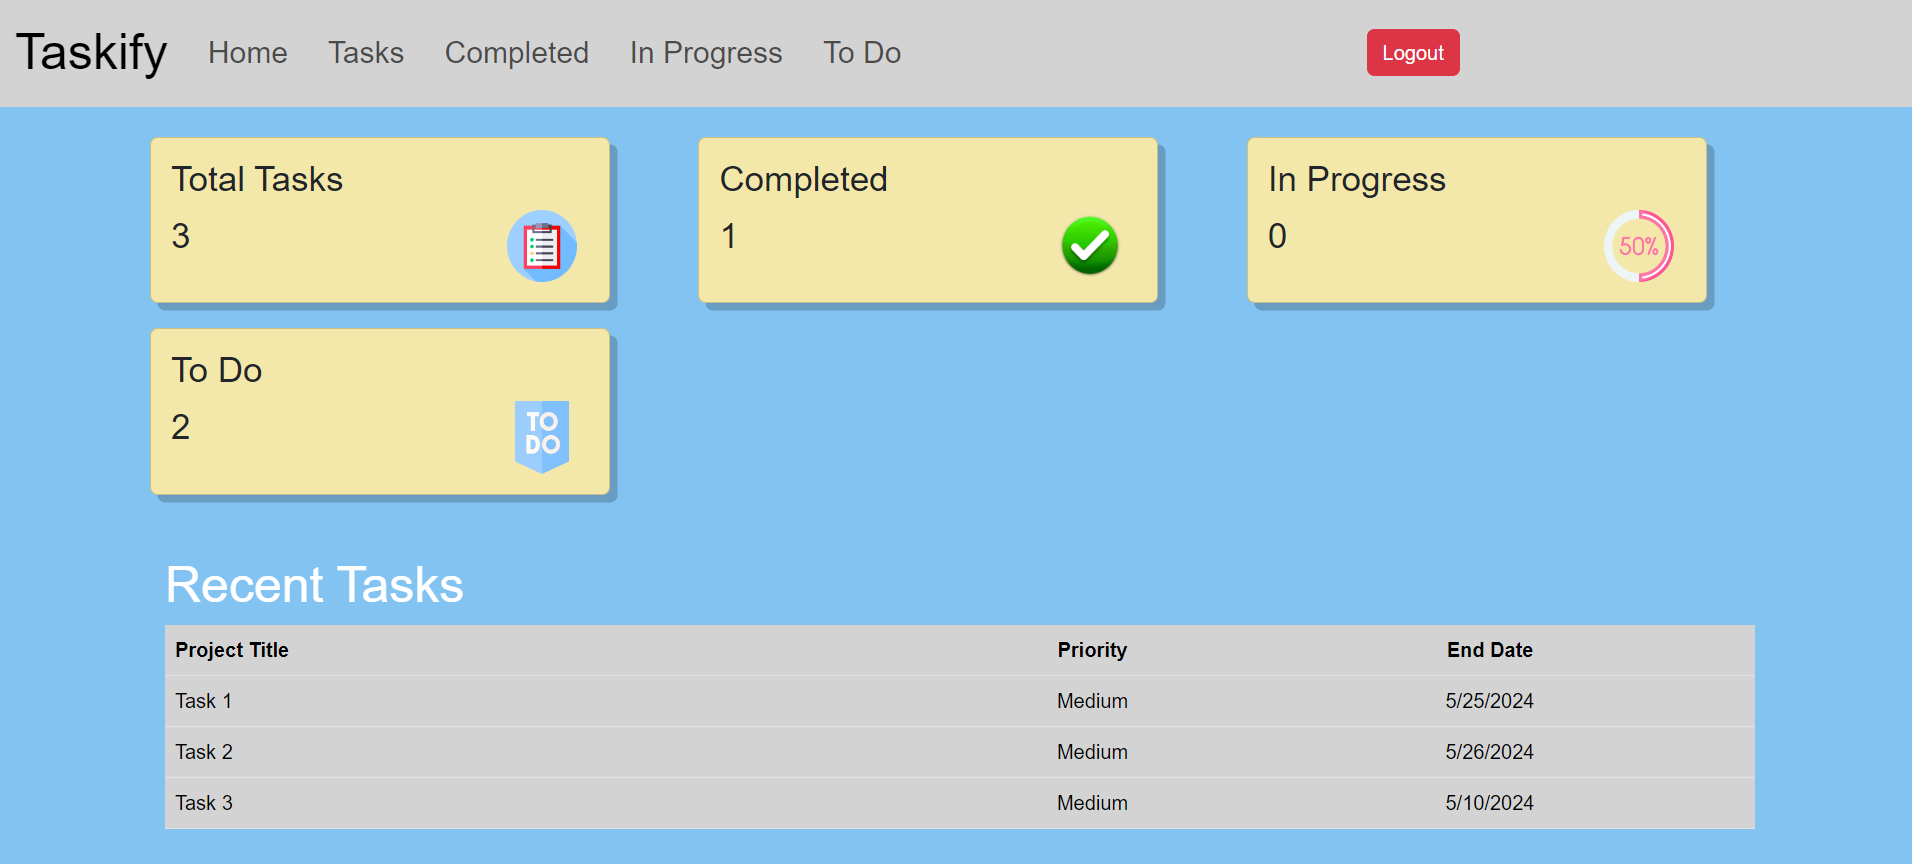 Taskify Home Tasks Completed In Progress To Do Logout
Total Tasks
3
Completed
1
In Progress
0
50%
To Do
2
TO
DO
Recent Tasks
Project Title Priority End Date
Task 1 Medium 5/25/2024
Task 2 Medium 5/26/2024
Task 3 Medium 5/10/2024